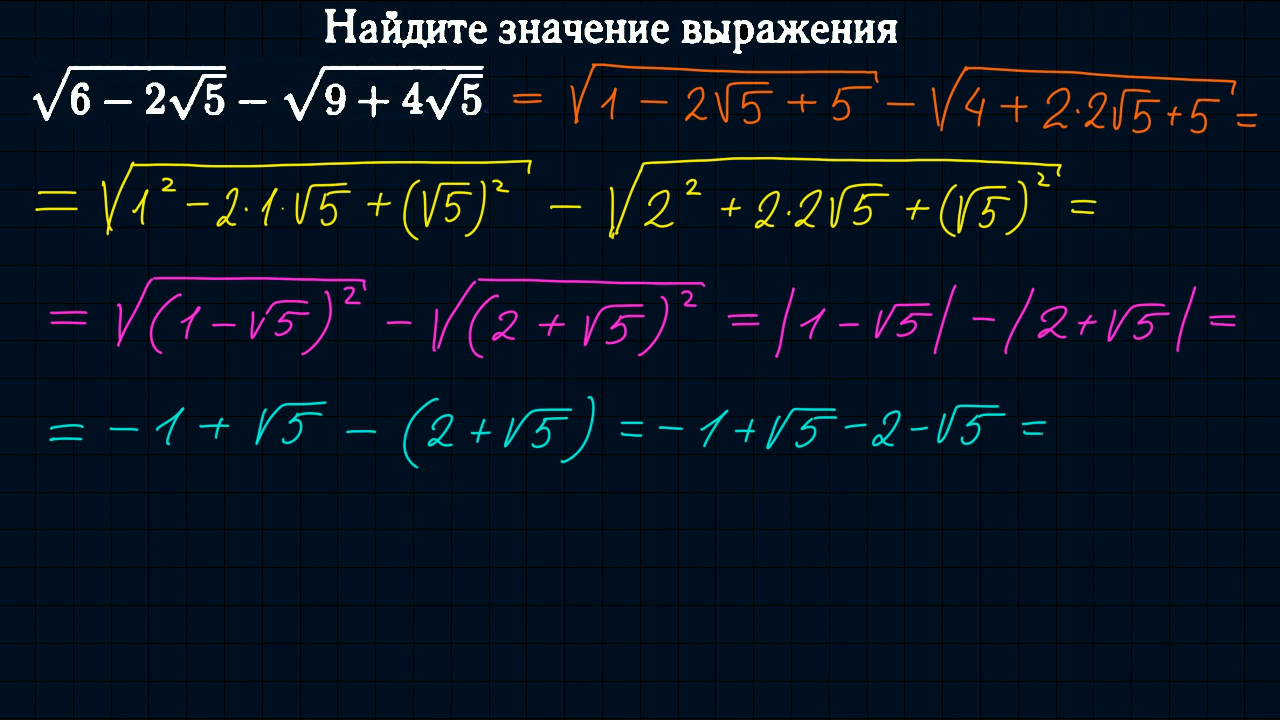 Найдите значение выражения
√(6 − 2√5) − √(9 + 4√5) = √(1 − 2√5 + 5) − √(4 + 2·2√5 + 5) =
= √(1² − 2·1·√5 + (√5)²) − √(2² + 2·2√5 + (√5)²) =
= √((1 − √5)²) − √((2 + √5)²) = |1 − √5| − |2 + √5| =
= −1 + √5 − (2 + √5) = −1 + √5 − 2 − √5 =